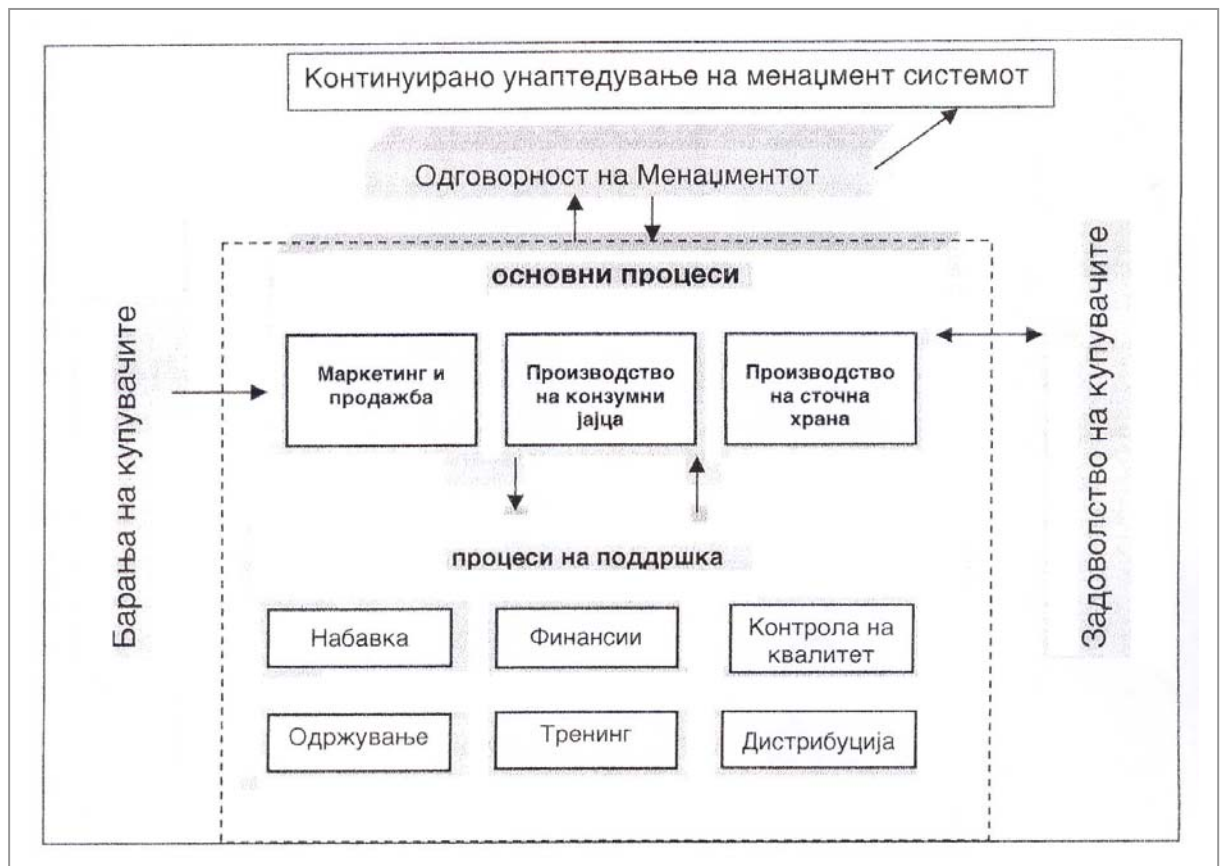 Континуирано унаптедување на менаџмент системот
Одговорност на Менаџментот
Барања на купувачите
основни процеси
Маркетинг и
продажба
Производство
на конзумни
јајца
Производство
на сточна
храна
Задоволство на купувачите
процеси на поддршка
Набавка
Финансии
Контрола на
квалитет
Одржување
Тренинг
Дистрибуција